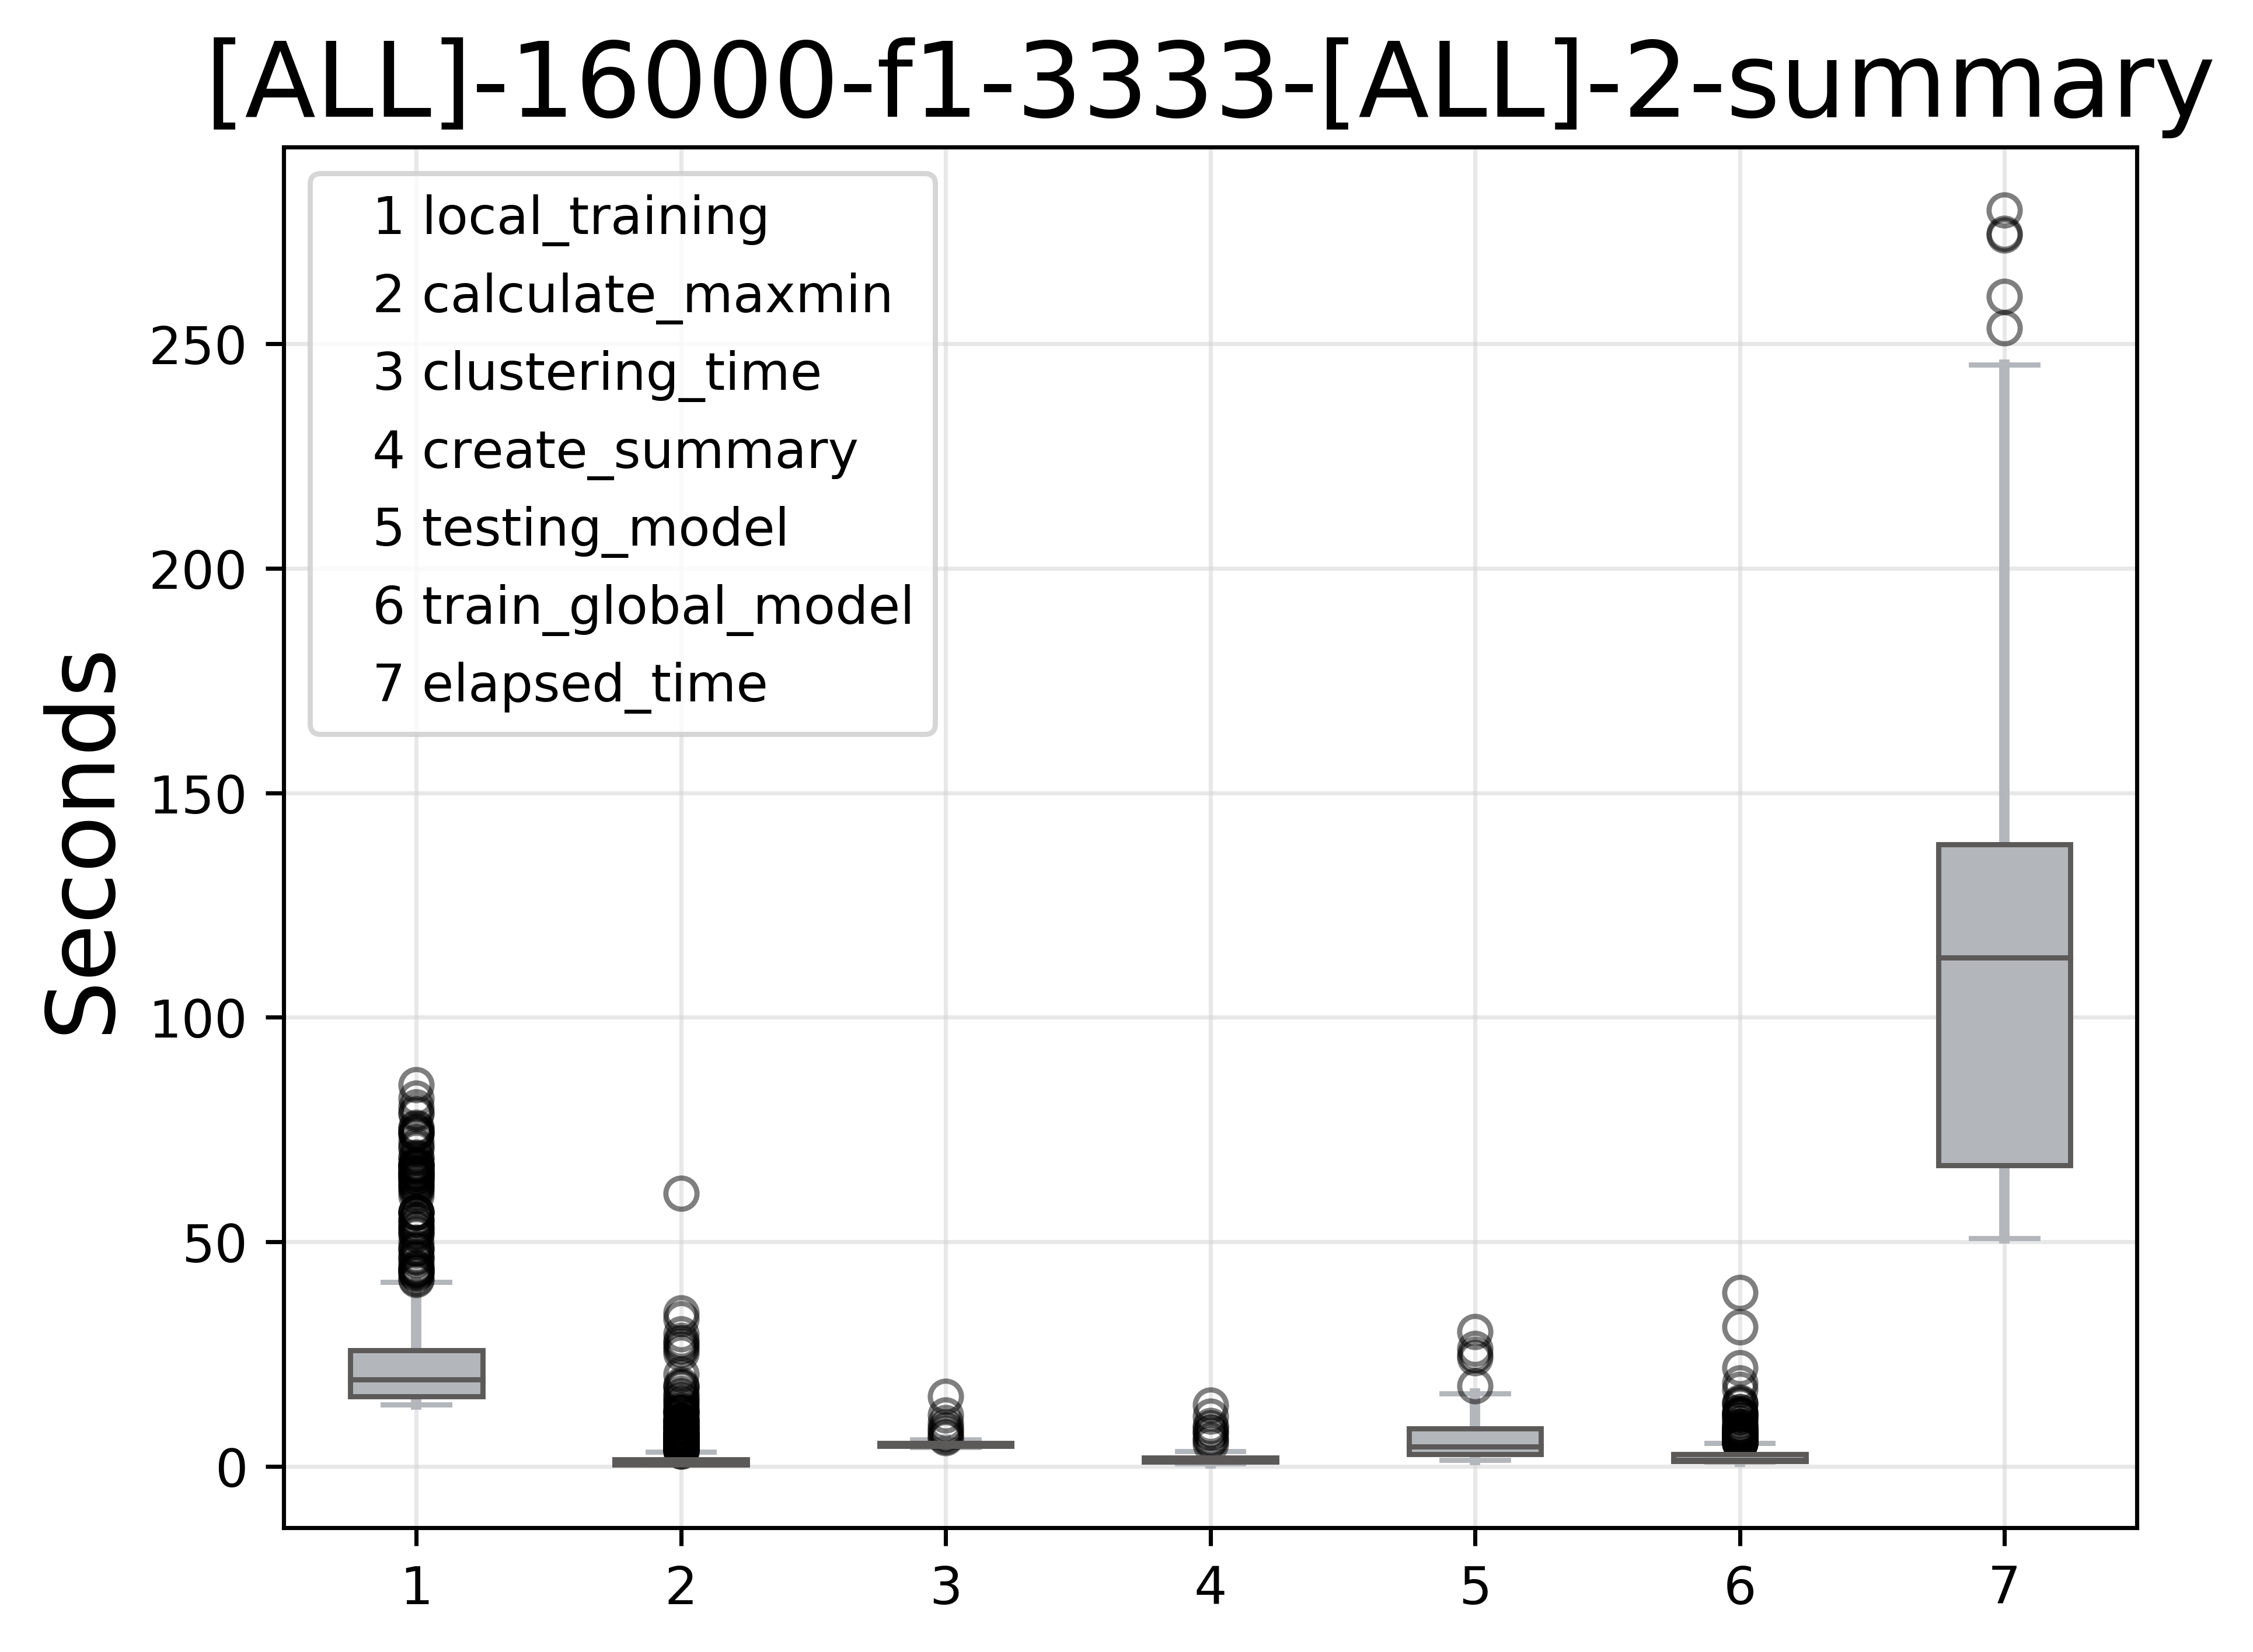 [ALL]-16000-f1-3333-[ALL]-2-summary
1 local_training
2 calculate_maxmin
3 clustering_time
4 create_summary
5 testing_model
6 train_global_model
7 elapsed_time
Seconds
250
200
150
100
50
0
1 2 3 4 5 6 7